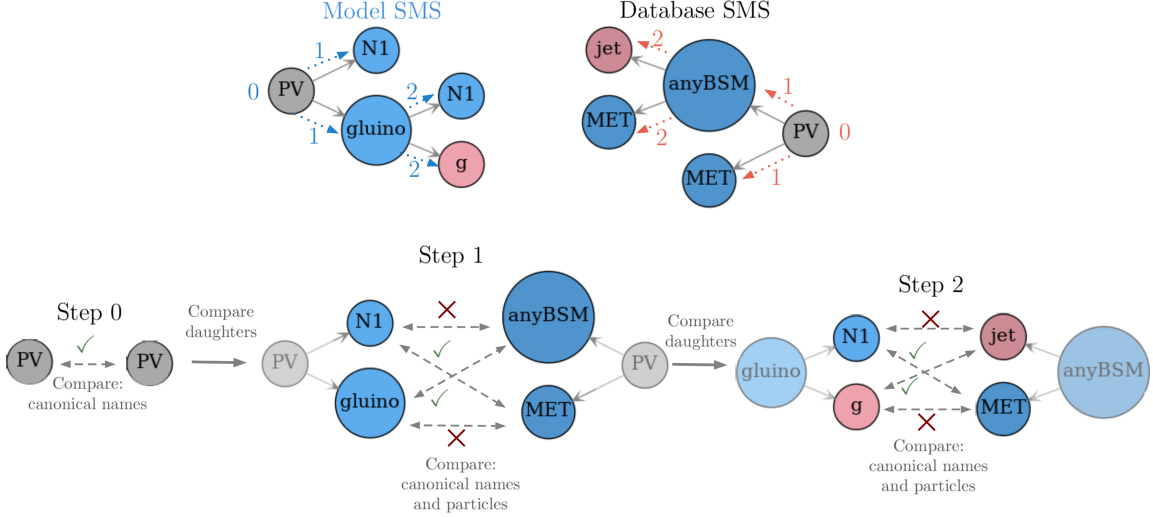 Model SMS
Database SMS
1
N1
0
PV
2
N1
1
gluino
2
g
jet
2
anyBSM
1
MET
2
PV
0
MET
1
Step 0
PV
PV
Compare:
canonical names
Compare
daughters
Step 1
N1
anyBSM
PV
PV
gluino
MET
Compare:
canonical names
and particles
Compare
daughters
Step 2
N1
jet
gluino
anyBSM
g
MET
Compare:
canonical names
and particles